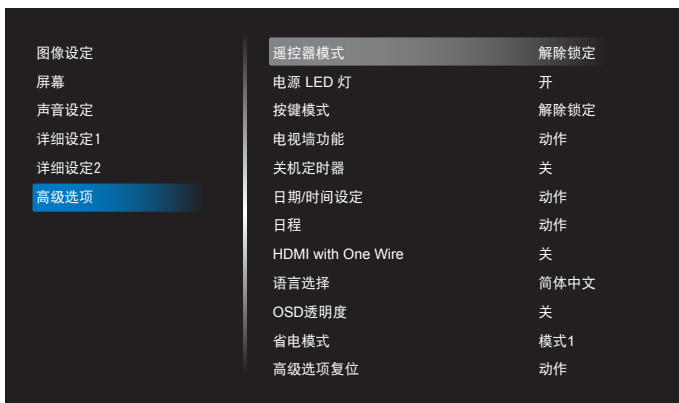 图像设定
屏幕
声音设定
详细设定1
详细设定2
高级选项
遥控器模式 解除锁定
电源 LED 灯 开
按键模式 解除锁定
电视墙功能 动作
关机定时器 关
日期/时间设定 动作
日程 动作
HDMI with One Wire 关
语言选择 简体中文
OSD透明度 关
省电模式 模式1
高级选项复位 动作